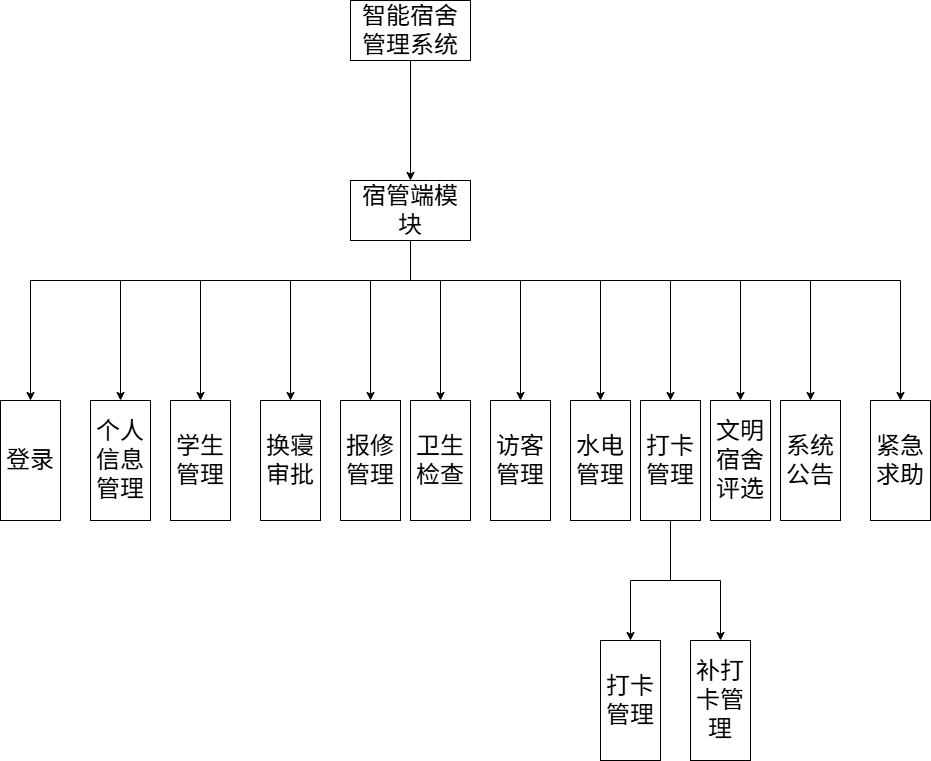 智能宿舍
管理系统
宿管端模
块
登录
个人
信息
管理
学生
管理
换寝
审批
报修
管理
卫生
检查
访客
管理
水电
管理
打卡
管理
文明
宿舍
评选
系统
公告
紧急
求助
打卡
管理
补打
卡管
理